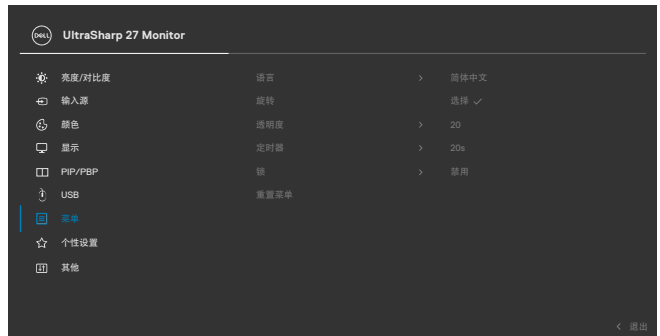 DELL UltraSharp 27 Monitor
亮度/对比度 语言 > 简体中文
输入源 旋转 选择 ✓
颜色 透明度 > 20
显示 定时器 > 20s
PIP/PBP 锁 > 禁用
USB 重置菜单
菜单
个性设置
其他
< 退出